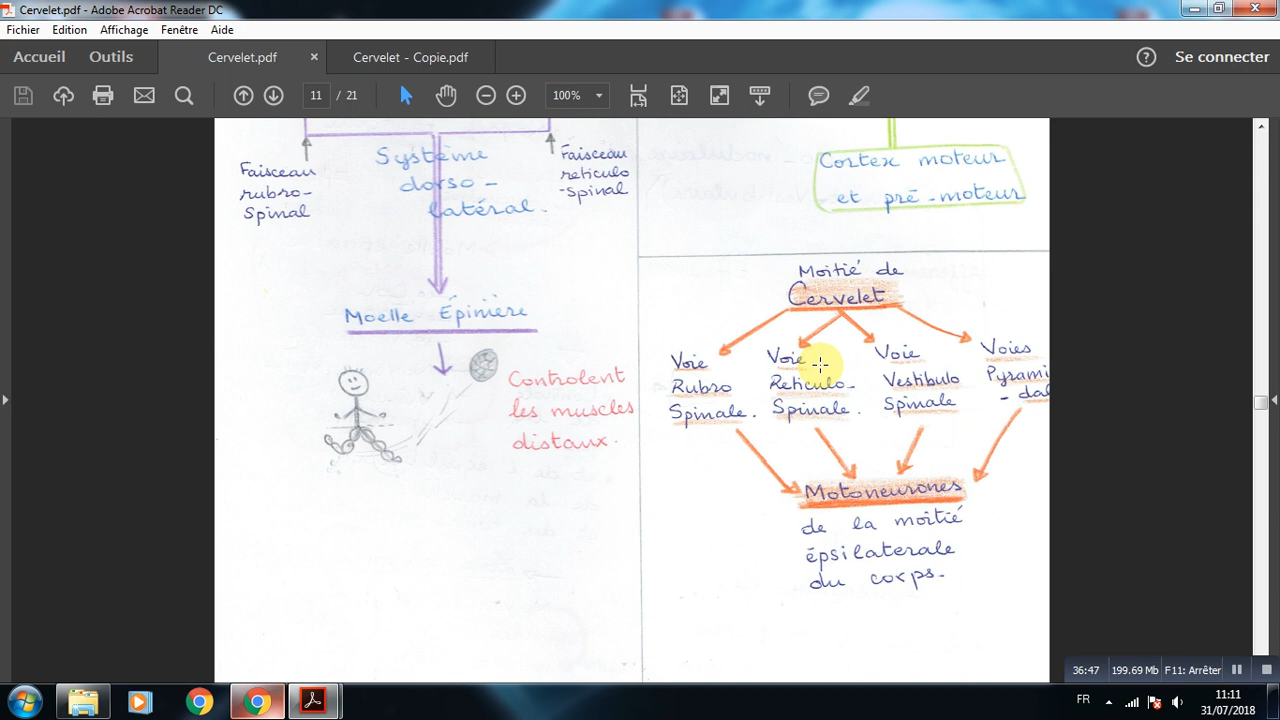 Cervelet.pdf - Adobe Acrobat Reader DC
Fichier Edition Affichage Fenêtre Aide
Accueil Outils Cervelet.pdf × Cervelet - Copie.pdf ? Se connecter
11 / 21 100%
Faisceau
rubro-
Spinal
Système
dorso-
latéral.
Faisceau
reticulo
-Spinal
Moelle Épinière
Controlent
les muscles
distaux.
Cortex moteur
et pré-moteur
Moitié de
Cervelet
Voie
Rubro
Spinale.
Voie
Reticulo-
Spinale.
Voie
Vestibulo
Spinale
Voies
Pyrami
-dal
Motoneurones
de la moitié
épsilaterale
du corps.
36:47 199.69 Mb F11: Arrêter
FR 11:11
31/07/2018